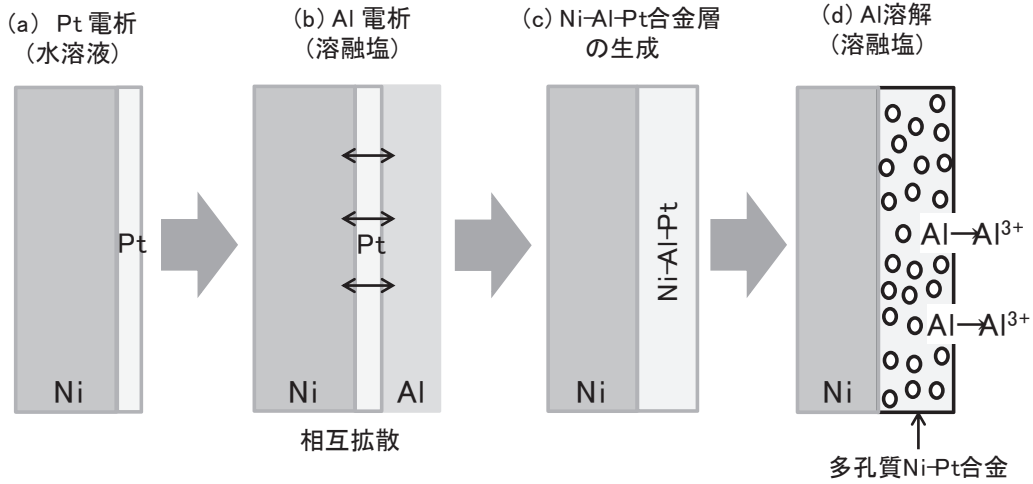 (a) Pt 電析
(水溶液)
Pt
Ni
(b) Al 電析
(溶融塩)
Pt
Ni
Al
相互拡散
(c) Ni-Al-Pt合金層
の生成
Ni-Al-Pt
Ni
(d) Al溶解
(溶融塩)
Al→Al³⁺
Al→Al³⁺
Ni
多孔質Ni-Pt合金